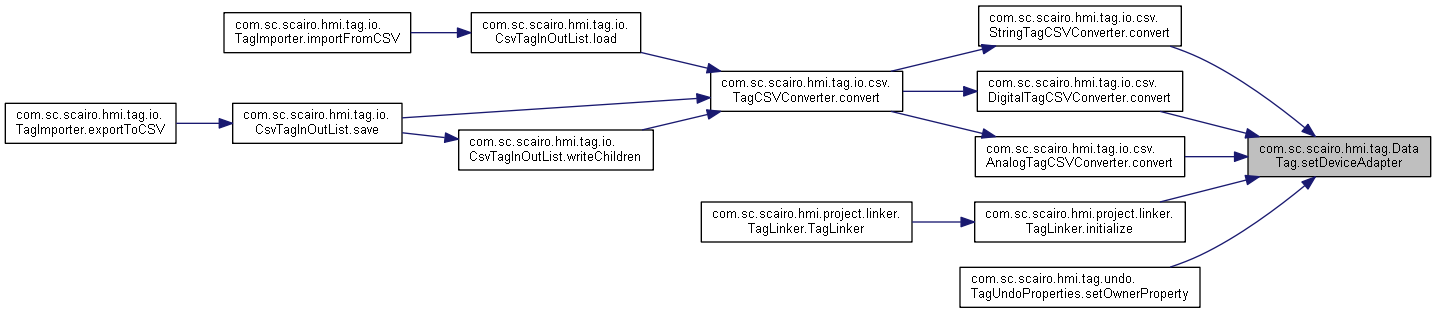 com.sc.scairo.hmi.tag.io.
TagImporter.importFromCSV
com.sc.scairo.hmi.tag.io.
CsvTagInOutList.load
com.sc.scairo.hmi.tag.io.csv.
StringTagCSVConverter.convert
com.sc.scairo.hmi.tag.io.
TagImporter.exportToCSV
com.sc.scairo.hmi.tag.io.
CsvTagInOutList.save
com.sc.scairo.hmi.tag.io.
CsvTagInOutList.writeChildren
com.sc.scairo.hmi.tag.io.csv.
TagCSVConverter.convert
com.sc.scairo.hmi.tag.io.csv.
DigitalTagCSVConverter.convert
com.sc.scairo.hmi.tag.io.csv.
AnalogTagCSVConverter.convert
com.sc.scairo.hmi.tag.Data
Tag.setDeviceAdapter
com.sc.scairo.hmi.project.linker.
TagLinker.TagLinker
com.sc.scairo.hmi.project.linker.
TagLinker.initialize
com.sc.scairo.hmi.tag.undo.
TagUndoProperties.setOwnerProperty